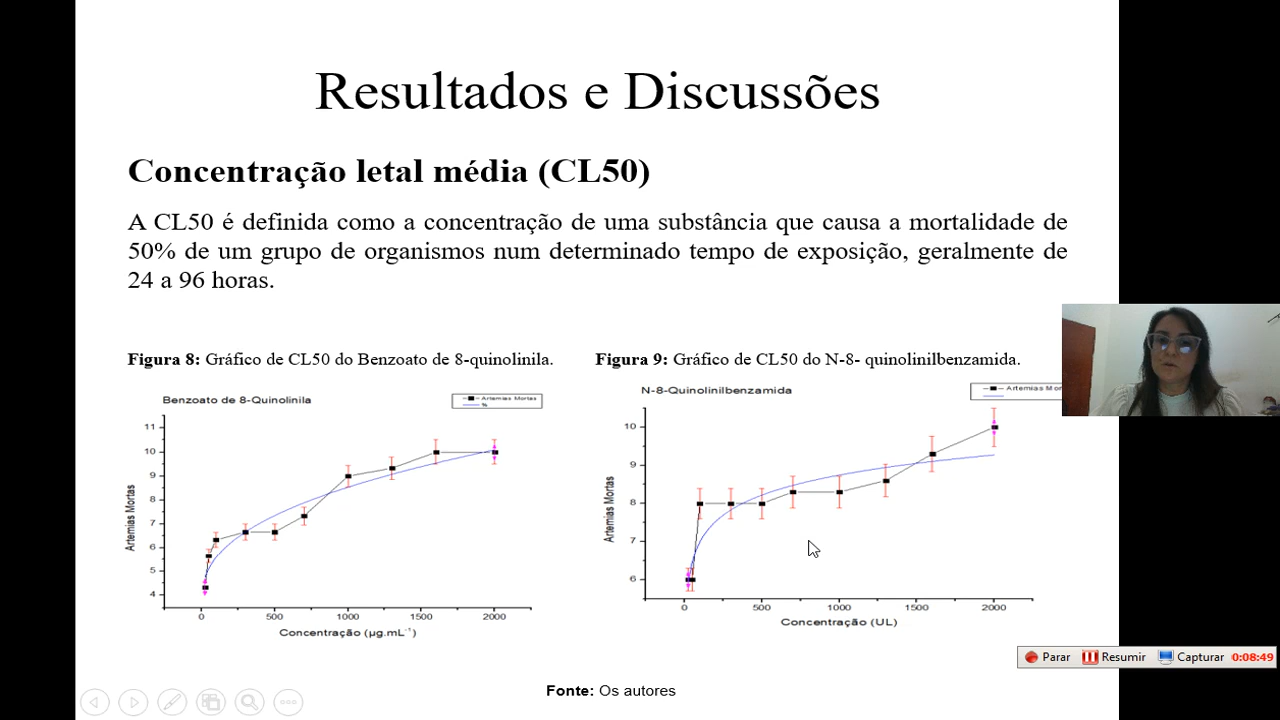 Resultados e Discussões
Concentração letal média (CL50)
A CL50 é definida como a concentração de uma substância que causa a mortalidade de
50% de um grupo de organismos num determinado tempo de exposição, geralmente de
24 a 96 horas.
Figura 8: Gráfico de CL50 do Benzoato de 8-quinolinila.
Figura 9: Gráfico de CL50 do N-8- quinolinilbenzamida.
Benzoato de 8-Quinolinila
Artemias Mortas
%
11
10
9
8
7
6
5
4
Artemias Mortas
0 500 1000 1500 2000
Concentração (µg.mL⁻¹)
N-8-Quinolinilbenzamida
Artemias Mor
10
9
8
7
6
Artemias Mortas
0 500 1000 1500 2000
Concentração (UL)
Parar Resumir Capturar 0:08:49
Fonte: Os autores